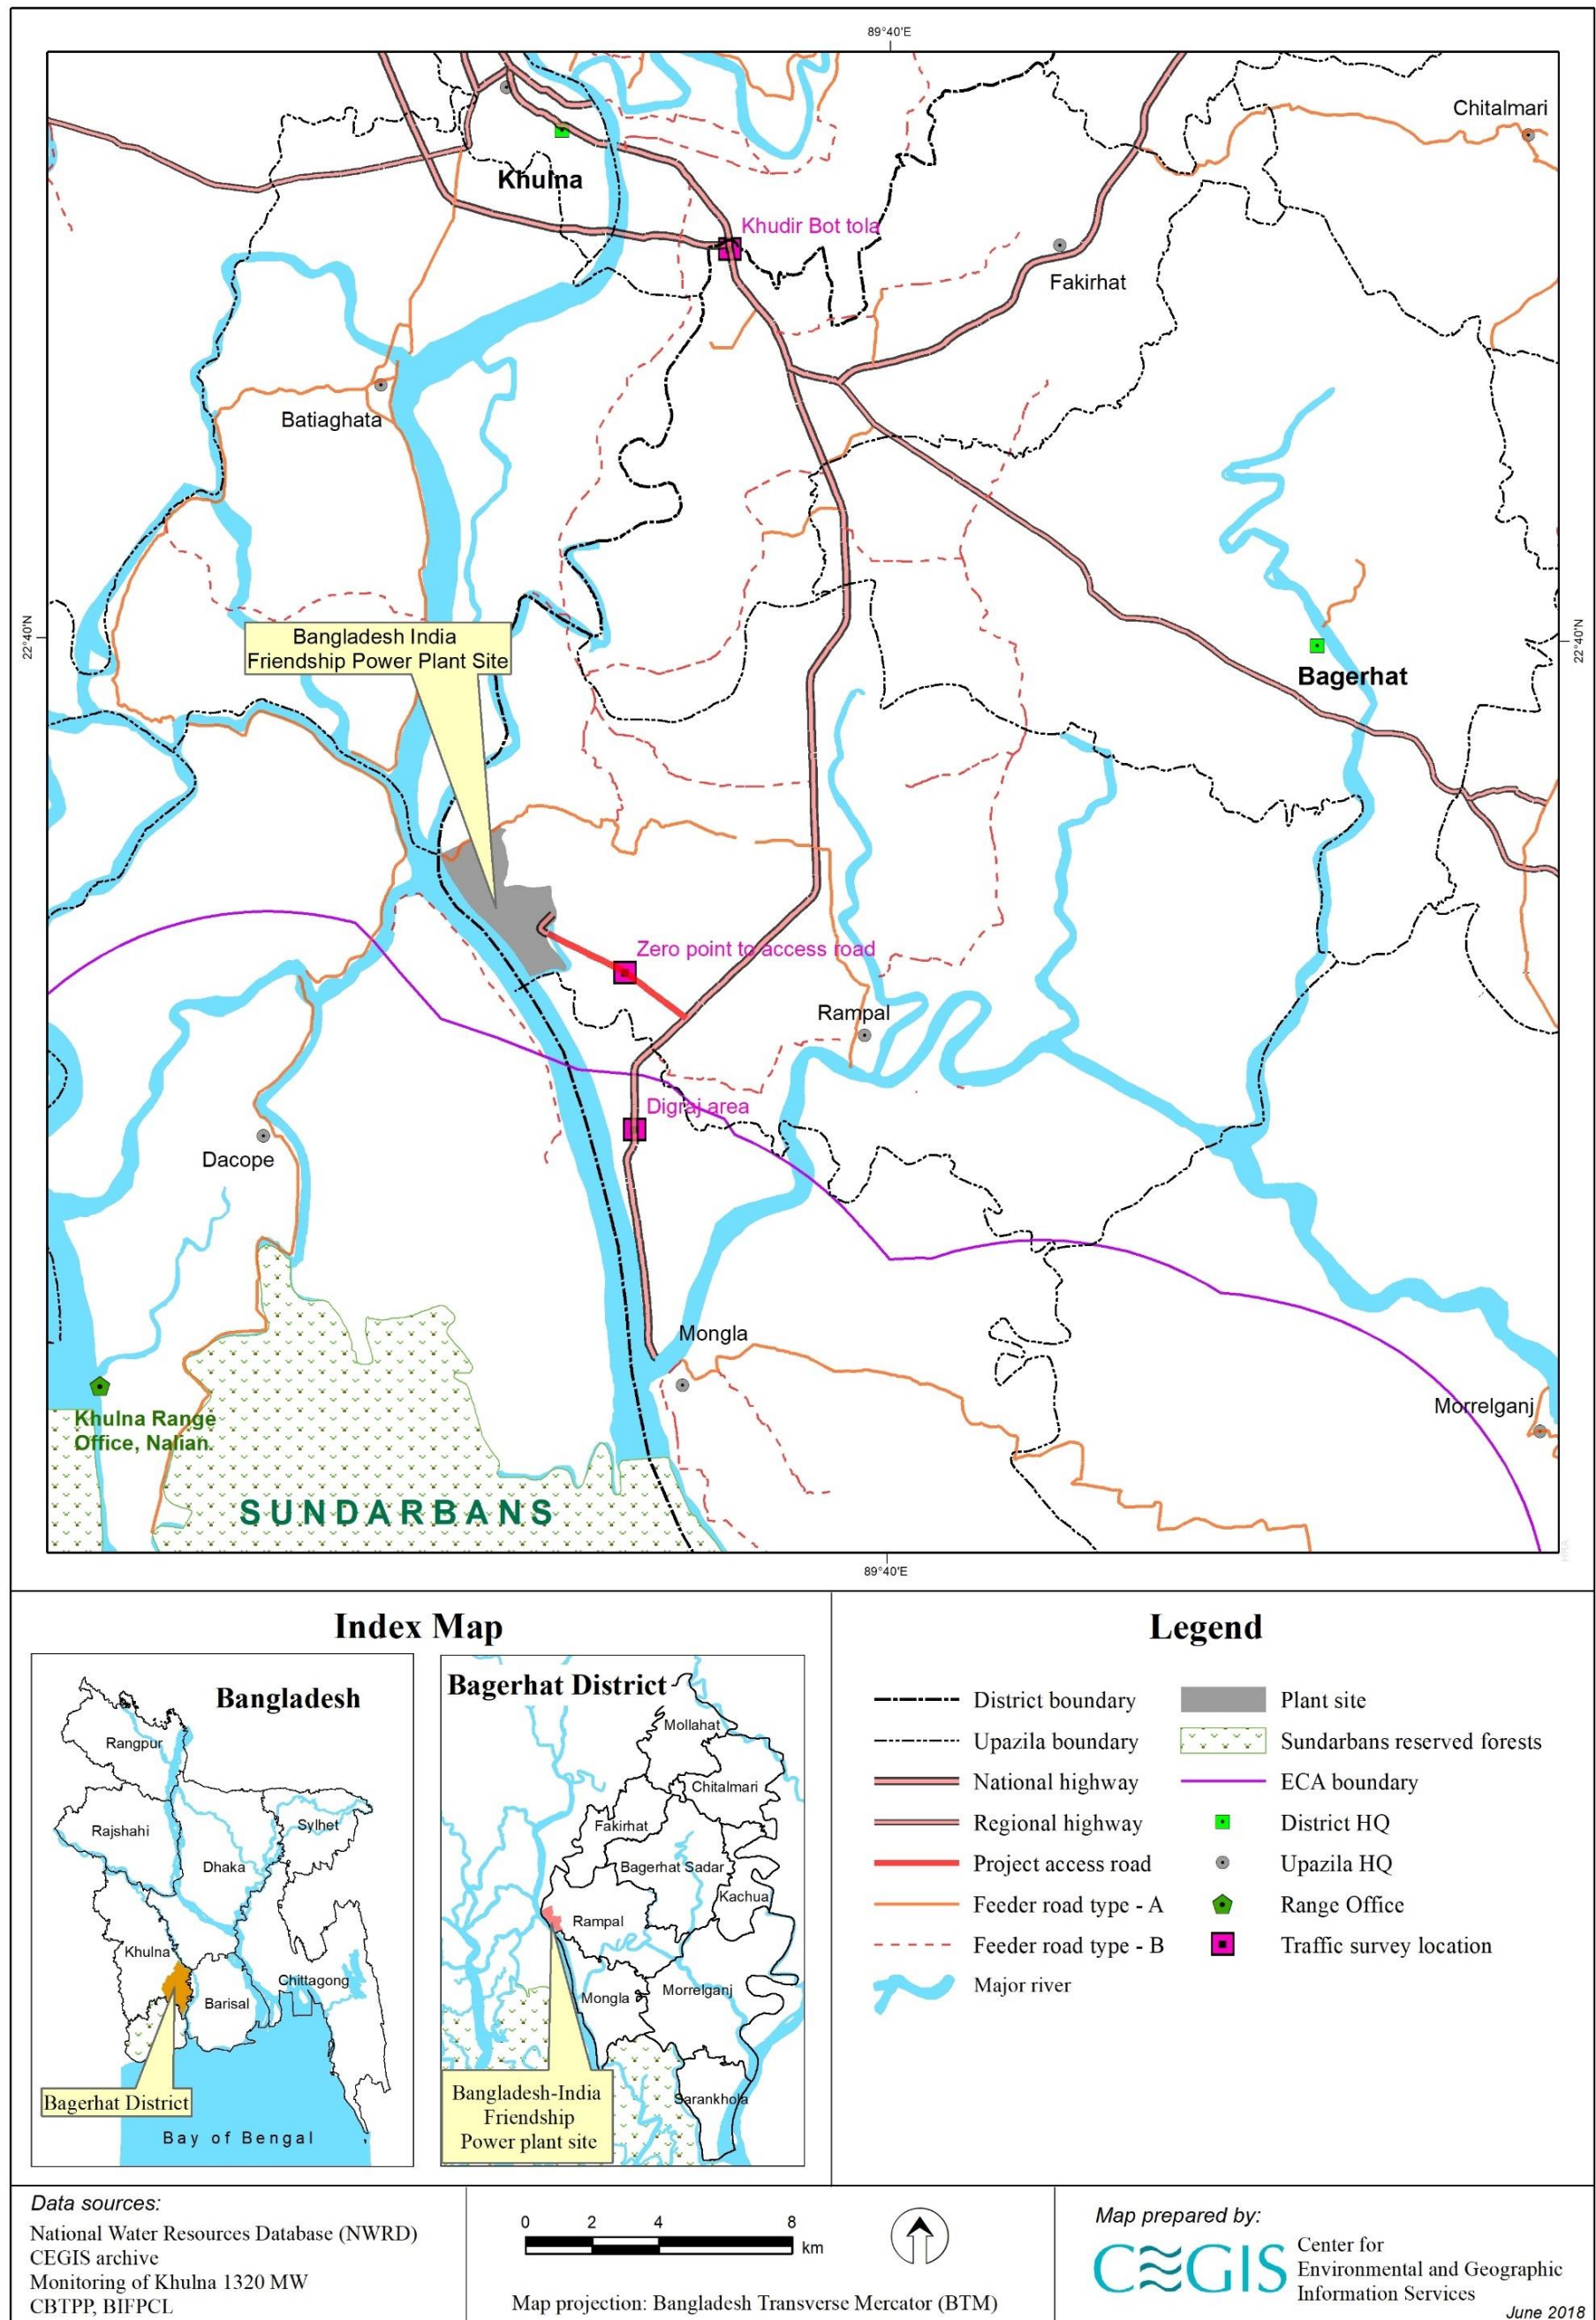 89°40'E
Chitalmari
Khulna
Khudir Bot tola
Fakirhat
Batiaghata
22°40'N
22°40'N
Bangladesh India
Friendship Power Plant Site
Bagerhat
Zero point to access road
Rampal
Digraj area
Dacope
Mongla
Morrelganj
Khulna Range
Office, Nalian
SUNDARBANS
89°40'E
Index Map
Bangladesh
Rangpur
Rajshahi
Sylhet
Dhaka
Khulna
Chittagong
Barisal
Bagerhat District
Bay of Bengal
Bagerhat District
Mollahat
Chitalmari
Fakirhat
Bagerhat Sadar
Kachua
Rampal
Mongla
Morrelganj
Sarankhola
Bangladesh-India
Friendship
Power plant site
Legend
District boundary
Upazila boundary
National highway
Regional highway
Project access road
Feeder road type - A
Feeder road type - B
Major river
Plant site
Sundarbans reserved forests
ECA boundary
District HQ
Upazila HQ
Range Office
Traffic survey location
Data sources:
National Water Resources Database (NWRD)
CEGIS archive
Monitoring of Khulna 1320 MW
CBTPP, BIFPCL
0 2 4 8
km
Map projection: Bangladesh Transverse Mercator (BTM)
Map prepared by:
CEGIS
Center for
Environmental and Geographic
Information Services
June 2018